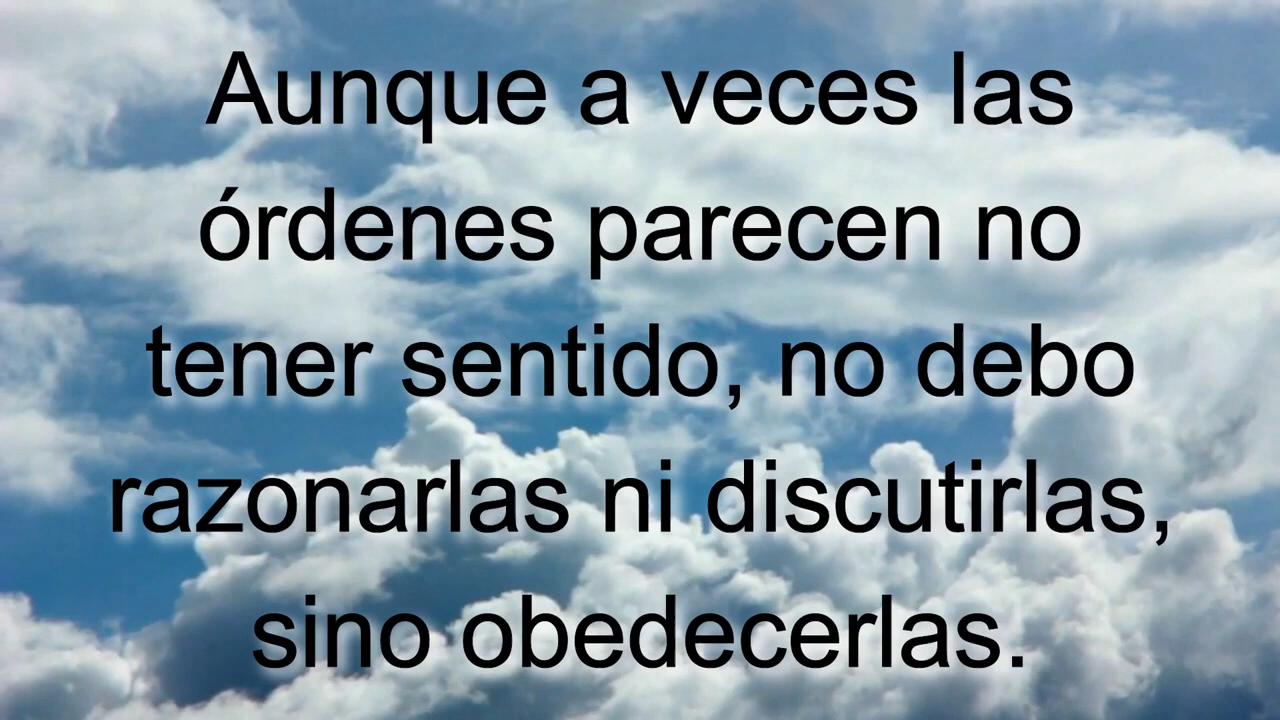 Aunque a veces las
órdenes parecen no
tener sentido, no debo
razonarlas ni discutirlas,
sino obedecerlas.